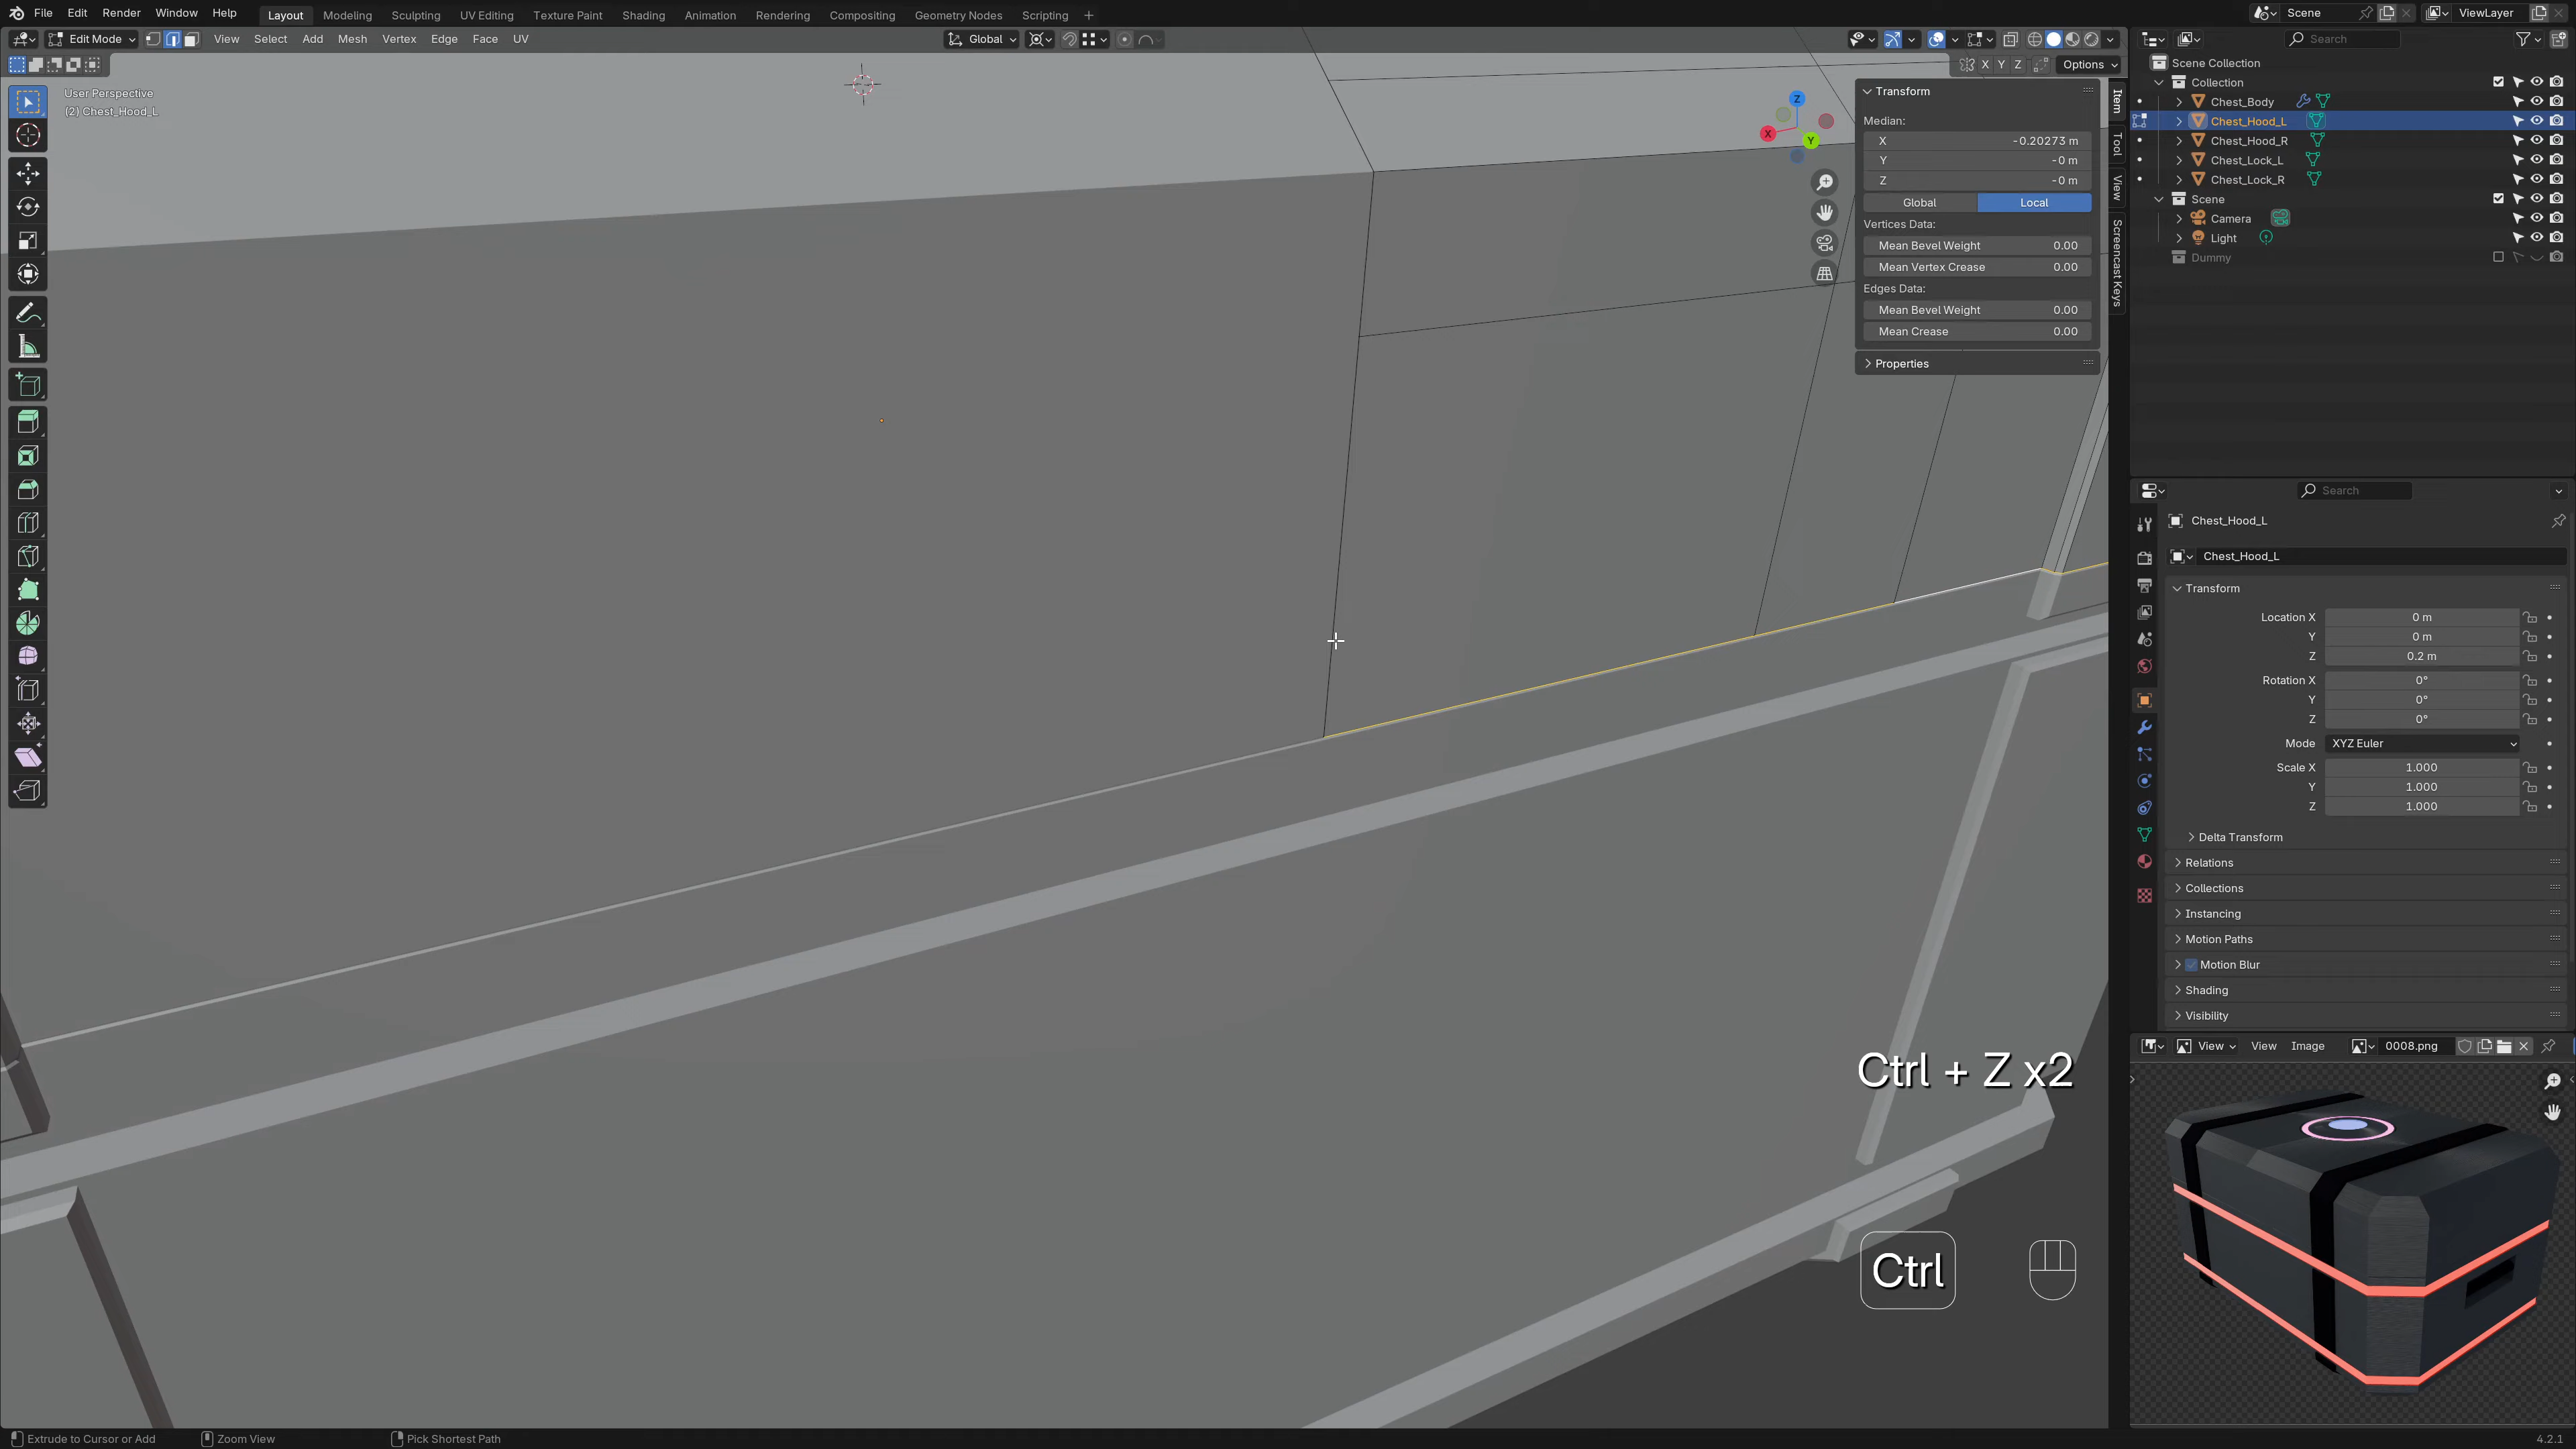 File Edit Render Window Help Layout Modeling Sculpting UV Editing Texture Paint Shading Animation Rendering Compositing Geometry Nodes Scripting + Scene ViewLayer
Edit Mode View Select Add Mesh Vertex Edge Face UV Global Search
X Y Z Options
User Perspective
(2) Chest_Hood_L
Z
X
Y
Transform
Median:
X -0.20273 m
Y -0 m
Z -0 m
Global Local
Vertices Data:
Mean Bevel Weight 0.00
Mean Vertex Crease 0.00
Edges Data:
Mean Bevel Weight 0.00
Mean Crease 0.00
Properties
Item
Tool
View
Screencast Keys
Scene Collection
Collection
Chest_Body
Chest_Hood_L
Chest_Hood_R
Chest_Lock_L
Chest_Lock_R
Scene
Camera
Light
Dummy
Search
Chest_Hood_L
Chest_Hood_L
Transform
Location X 0 m
Y 0 m
Z 0.2 m
Rotation X 0°
Y 0°
Z 0°
Mode XYZ Euler
Scale X 1.000
Y 1.000
Z 1.000
Delta Transform
Relations
Collections
Instancing
Motion Paths
Motion Blur
Shading
Visibility
View View Image 0008.png
Ctrl + Z x2
Ctrl
Extrude to Cursor or Add Zoom View Pick Shortest Path 4.2.1